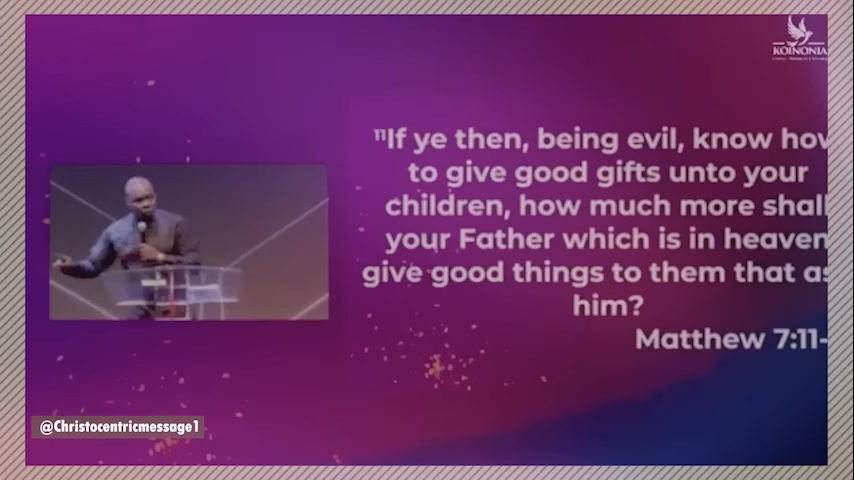 KOINONIA
¹¹If ye then, being evil, know how
to give good gifts unto your
children, how much more shall
your Father which is in heaven
give good things to them that as
him?
Matthew 7:11-
@Christocentricmessage1